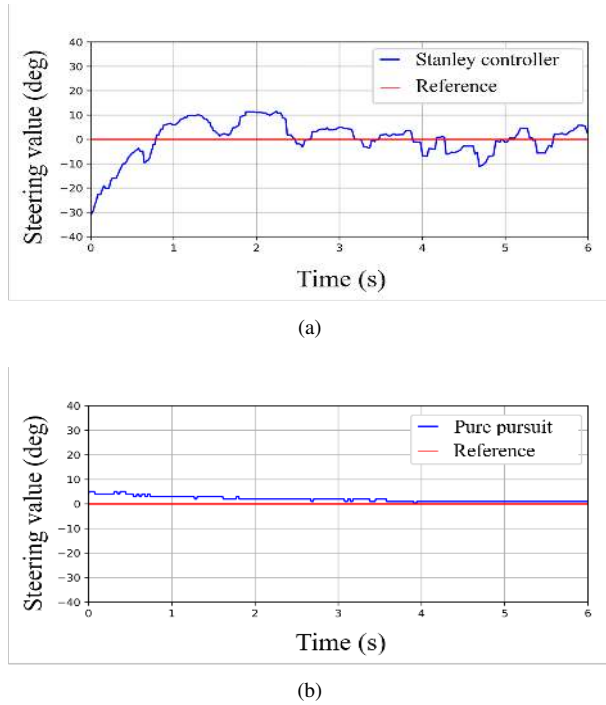 40
30
20
10
0
−10
−20
−30
−40
Steering value (deg)
Stanley controller
Reference
0 1 2 3 4 5 6
Time (s)
(a)
40
30
20
10
0
−10
−20
−30
−40
Steering value (deg)
Pure pursuit
Reference
0 1 2 3 4 5 6
Time (s)
(b)